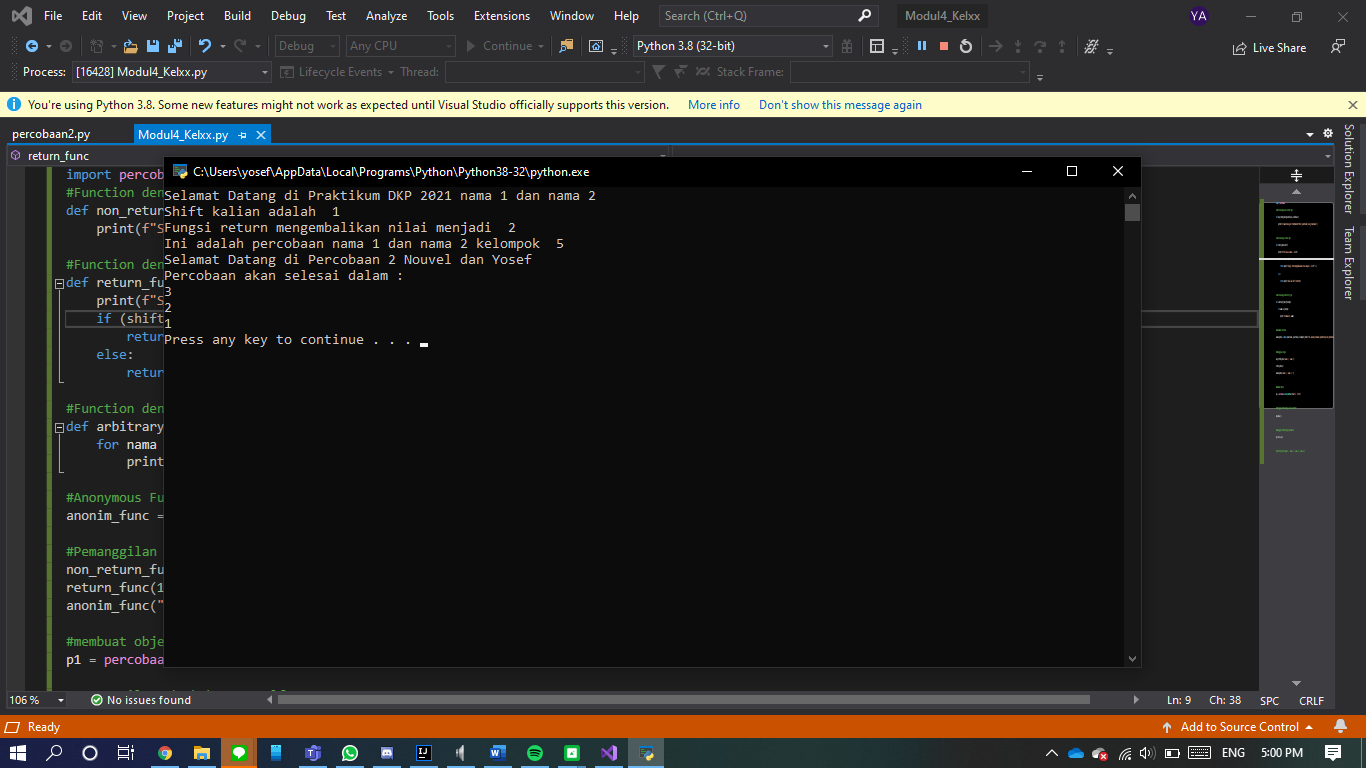 File Edit View Project Build Debug Test Analyze Tools Extensions Window Help Search (Ctrl+Q) Modul4_Kelxx YA
Debug Any CPU Continue Python 3.8 (32-bit) Live Share
Process: [16428] Modul4_Kelxx.py Lifecycle Events Thread: Stack Frame:
You're using Python 3.8. Some new features might not work as expected until Visual Studio officially supports this version. More info Don't show this message again
percobaan2.py Modul4_Kelxx.py
return_func
C:\Users\yosef\AppData\Local\Programs\Python\Python38-32\python.exe
Selamat Datang di Praktikum DKP 2021 nama 1 dan nama 2
Shift kalian adalah  1
Fungsi return mengembalikan nilai menjadi  2
Ini adalah percobaan nama 1 dan nama 2 kelompok  5
Selamat Datang di Percobaan 2 Nouvel dan Yosef
Percobaan akan selesai dalam :
3
2
1
Press any key to continue . . .
import percoba
#Function den
def non_retur
print(f"S
#Function den
def return_fu
print(f"S
if (shift
retur
else:
retur
#Function den
def arbitrary
for nama
print
#Anonymous Fu
anonim_func =
#Pemanggilan
non_return_fu
return_func(1
anonim_func("
#membuat obje
p1 = percobaa
Solution Explorer
Team Explorer
106 % No issues found Ln: 9 Ch: 38 SPC CRLF
Ready Add to Source Control
ENG 5:00 PM